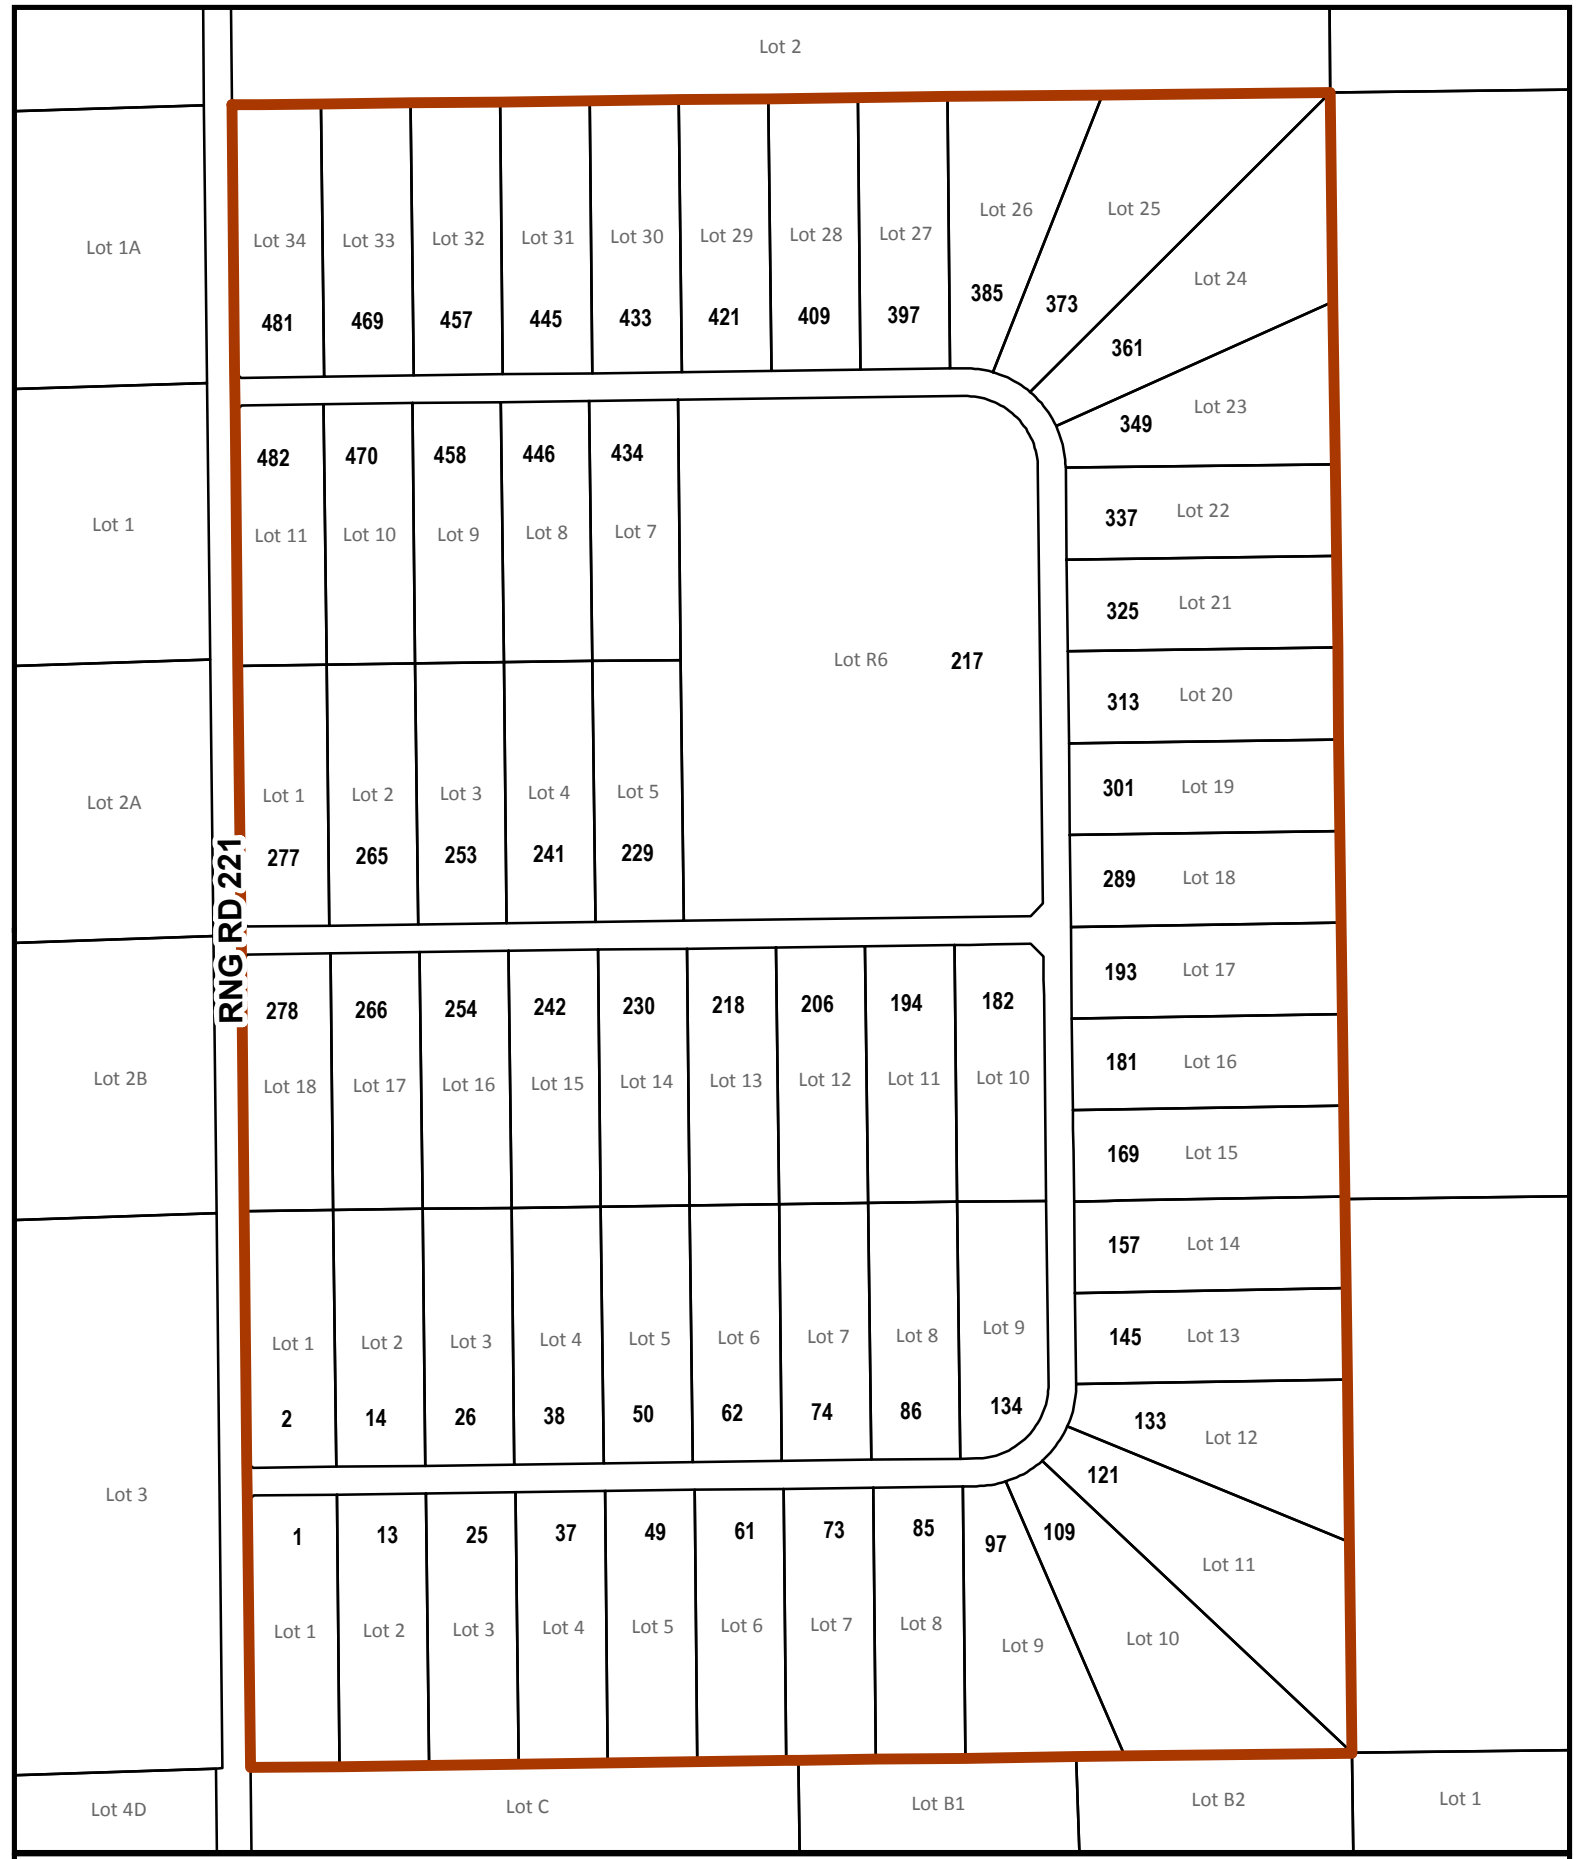 Lot 2
Lot 1A
Lot 34
Lot 33
Lot 32
Lot 31
Lot 30
Lot 29
Lot 28
Lot 27
Lot 26
Lot 25
Lot 24
481
469
457
445
433
421
409
397
385
373
361
349
Lot 23
482
470
458
446
434
Lot 1
Lot 11
Lot 10
Lot 9
Lot 8
Lot 7
337
Lot 22
325
Lot 21
Lot R6
217
313
Lot 20
Lot 2A
Lot 1
Lot 2
Lot 3
Lot 4
Lot 5
301
Lot 19
277
265
253
241
229
289
Lot 18
RNG RD 221
193
Lot 17
278
266
254
242
230
218
206
194
182
Lot 2B
Lot 18
Lot 17
Lot 16
Lot 15
Lot 14
Lot 13
Lot 12
Lot 11
Lot 10
181
Lot 16
169
Lot 15
157
Lot 14
Lot 1
Lot 2
Lot 3
Lot 4
Lot 5
Lot 6
Lot 7
Lot 8
Lot 9
145
Lot 13
2
14
26
38
50
62
74
86
134
133
Lot 12
Lot 3
121
1
13
25
37
49
61
73
85
97
109
Lot 11
Lot 1
Lot 2
Lot 3
Lot 4
Lot 5
Lot 6
Lot 7
Lot 8
Lot 9
Lot 10
Lot 4D
Lot C
Lot B1
Lot B2
Lot 1